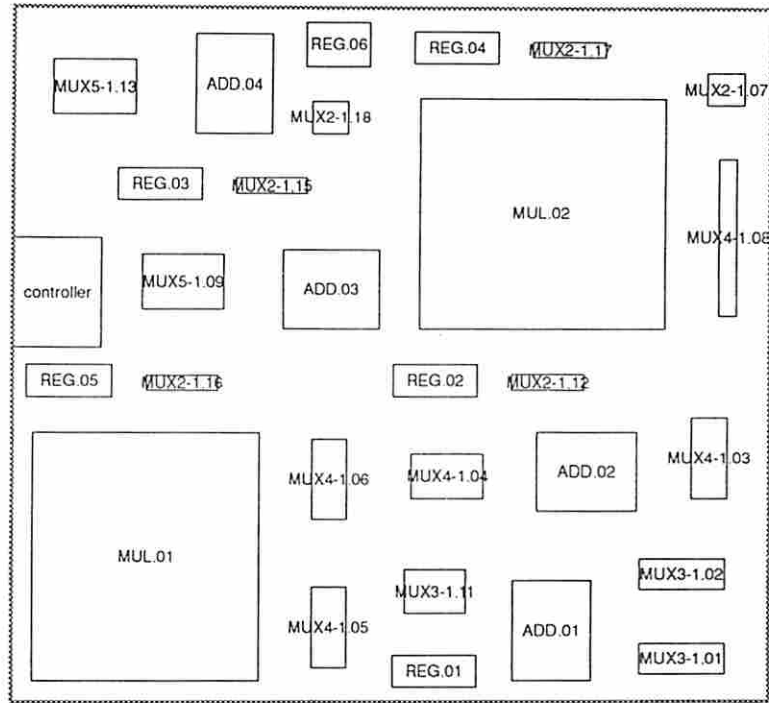 REG.06
REG.04
MUX2-1.17
MUX5-1.13
ADD.04
MUX2-1.07
MUX2-1.18
REG.03
MUX2-1.15
MUL.02
MUX4-1.08
MUX5-1.09
ADD.03
controller
REG.05
MUX2-1.16
REG.02
MUX2-1.12
MUX4-1.06
MUX4-1.04
ADD.02
MUX4-1.03
MUL.01
MUX3-1.11
MUX3-1.02
MUX4-1.05
ADD.01
REG.01
MUX3-1.01